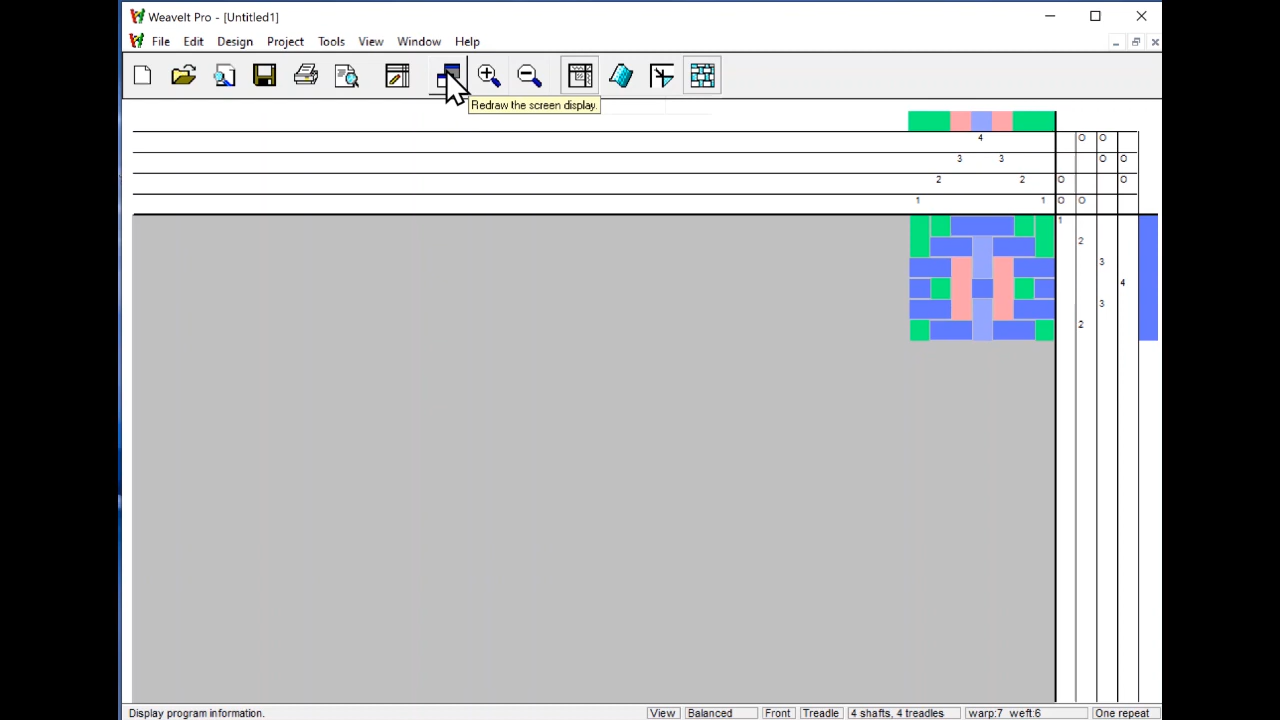 WeaveIt Pro - [Untitled1]
File Edit Design Project Tools View Window Help
Redraw the screen display.
4 O O
3 3 O O
2 2 O O
1 1 O O
1
2
3
4
3
2
Display program information. View Balanced Front Treadle 4 shafts, 4 treadles warp:7 weft:6 One repeat